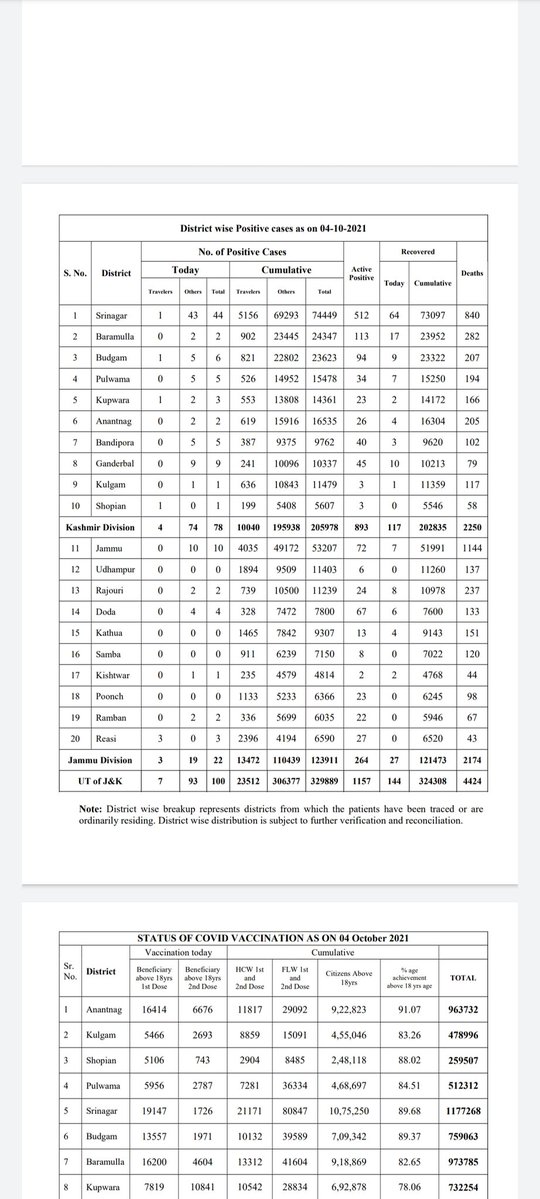 District wise Positive cases as on 04-10-2021
S. No. District No. of Positive Cases Active Positive Recovered Deaths
Today Cumulative Today Cumulative
Travelers Others Total Travelers Others Total
1 Srinagar 1 43 44 5156 69293 74449 512 64 73097 840
2 Baramulla 0 2 2 902 23445 24347 113 17 23952 282
3 Budgam 1 5 6 821 22802 23623 94 9 23322 207
4 Pulwama 0 5 5 526 14952 15478 34 7 15250 194
5 Kupwara 1 2 3 553 13808 14361 23 2 14172 166
6 Anantnag 0 2 2 619 15916 16535 26 4 16304 205
7 Bandipora 0 5 5 387 9375 9762 40 3 9620 102
8 Ganderbal 0 9 9 241 10096 10337 45 10 10213 79
9 Kulgam 0 1 1 636 10843 11479 3 1 11359 117
10 Shopian 1 0 1 199 5408 5607 3 0 5546 58
Kashmir Division 4 74 78 10040 195938 205978 893 117 202835 2250
11 Jammu 0 10 10 4035 49172 53207 72 7 51991 1144
12 Udhampur 0 0 0 1894 9509 11403 6 0 11260 137
13 Rajouri 0 2 2 739 10500 11239 24 8 10978 237
14 Doda 0 4 4 328 7472 7800 67 6 7600 133
15 Kathua 0 0 0 1465 7842 9307 13 4 9143 151
16 Samba 0 0 0 911 6239 7150 8 0 7022 120
17 Kishtwar 0 1 1 235 4579 4814 2 2 4768 44
18 Poonch 0 0 0 1133 5233 6366 23 0 6245 98
19 Ramban 0 2 2 336 5699 6035 22 0 5946 67
20 Reasi 3 0 3 2396 4194 6590 27 0 6520 43
Jammu Division 3 19 22 13472 110439 123911 264 27 121473 2174
UT of J&K 7 93 100 23512 306377 329889 1157 144 324308 4424
Note: District wise breakup represents districts from which the patients have been traced or are
ordinarily residing. District wise distribution is subject to further verification and reconciliation.
STATUS OF COVID VACCINATION AS ON 04 October 2021
Sr. No. District Vaccination today Cumulative
Beneficiary above 18yrs 1st Dose Beneficiary above 18yrs 2nd Dose HCW 1st and 2nd Dose FLW 1st and 2nd Dose Citizens Above 18yrs % age achievement above 18 yrs age TOTAL
1 Anantnag 16414 6676 11817 29092 9,22,823 91.07 963732
2 Kulgam 5466 2693 8859 15091 4,55,046 83.26 478996
3 Shopian 5106 743 2904 8485 2,48,118 88.02 259507
4 Pulwama 5956 2787 7281 36334 4,68,697 84.51 512312
5 Srinagar 19147 1726 21171 80847 10,75,250 89.68 1177268
6 Budgam 13557 1971 10132 39589 7,09,342 89.37 759063
7 Baramulla 16200 4604 13312 41604 9,18,869 82.65 973785
8 Kupwara 7819 10841 10542 28834 6,92,878 78.06 732254